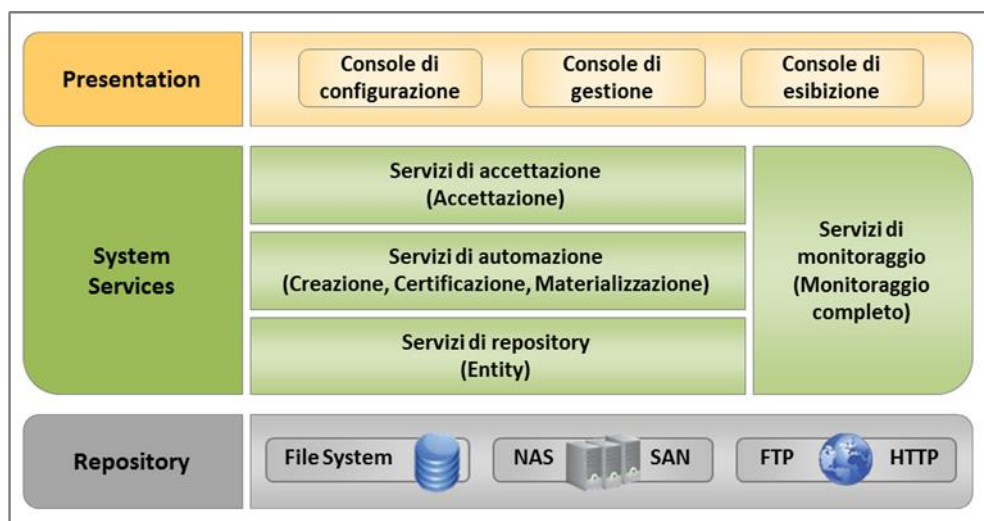 Presentation
Console di
configurazione
Console di
gestione
Console di
esibizione
System
Services
Servizi di accettazione
(Accettazione)
Servizi di automazione
(Creazione, Certificazione, Materializzazione)
Servizi di repository
(Entity)
Servizi di
monitoraggio
(Monitoraggio
completo)
Repository
File System
NAS
SAN
FTP
HTTP